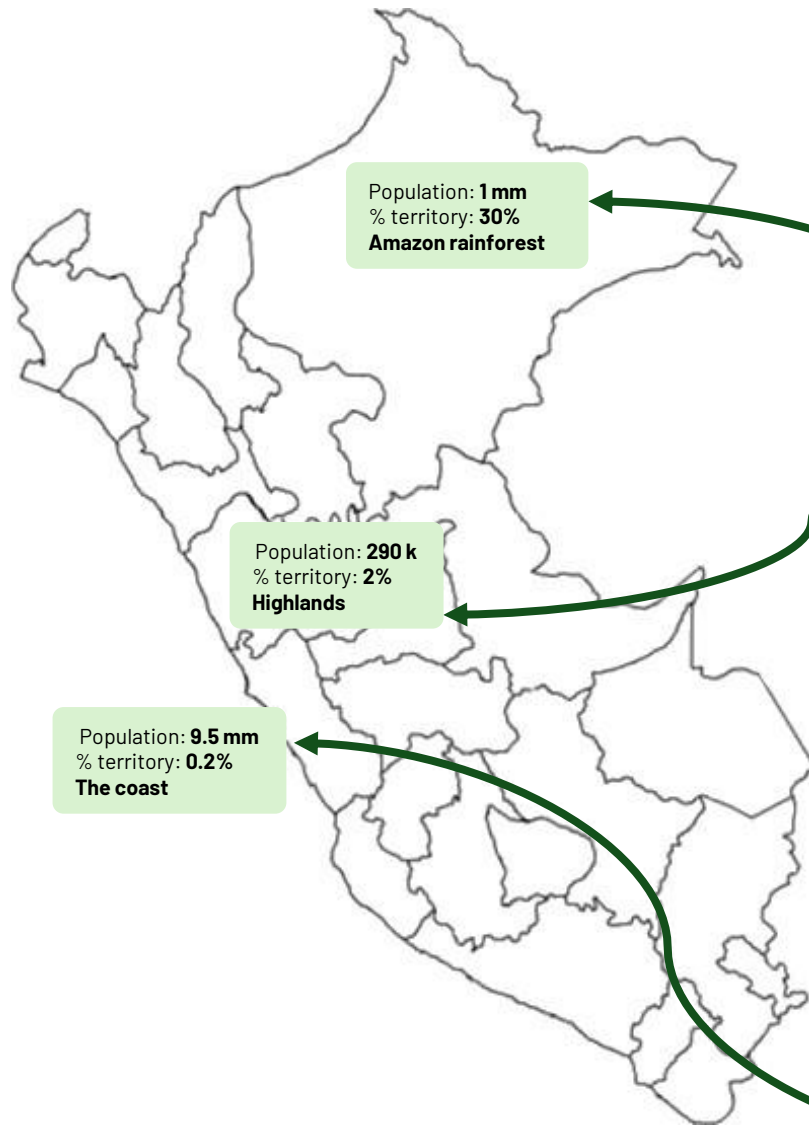 Population: 1 mm
% territory: 30%
Amazon rainforest
Population: 290 k
% territory: 2%
Highlands
Population: 9.5 mm
% territory: 0.2%
The coast